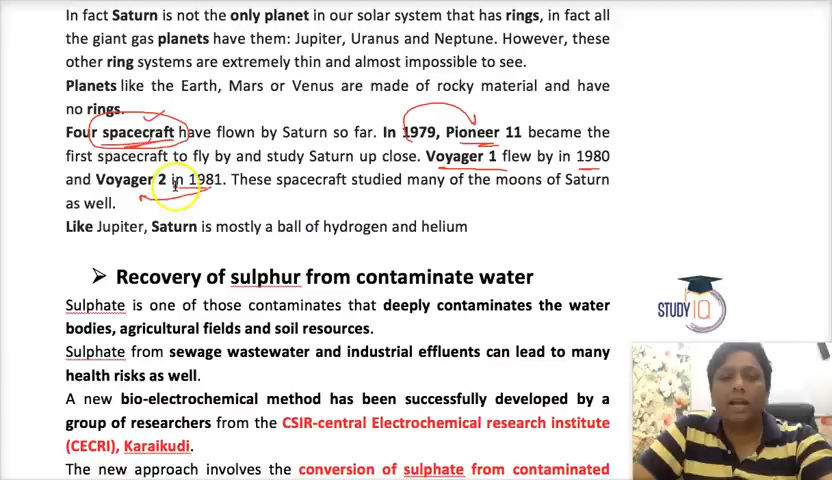 In fact Saturn is not the only planet in our solar system that has rings, in fact all
the giant gas planets have them: Jupiter, Uranus and Neptune. However, these
other ring systems are extremely thin and almost impossible to see.
Planets like the Earth, Mars or Venus are made of rocky material and have
no rings.
Four spacecraft have flown by Saturn so far. In 1979, Pioneer 11 became the
first spacecraft to fly by and study Saturn up close. Voyager 1 flew by in 1980
and Voyager 2 in 1981. These spacecraft studied many of the moons of Saturn
as well.
Like Jupiter, Saturn is mostly a ball of hydrogen and helium
➢ Recovery of sulphur from contaminate water
Sulphate is one of those contaminates that deeply contaminates the water
bodies, agricultural fields and soil resources.
Sulphate from sewage wastewater and industrial effluents can lead to many
health risks as well.
A new bio-electrochemical method has been successfully developed by a
group of researchers from the CSIR-central Electrochemical research institute
(CECRI), Karaikudi.
The new approach involves the conversion of sulphate from contaminated
STUDY IQ